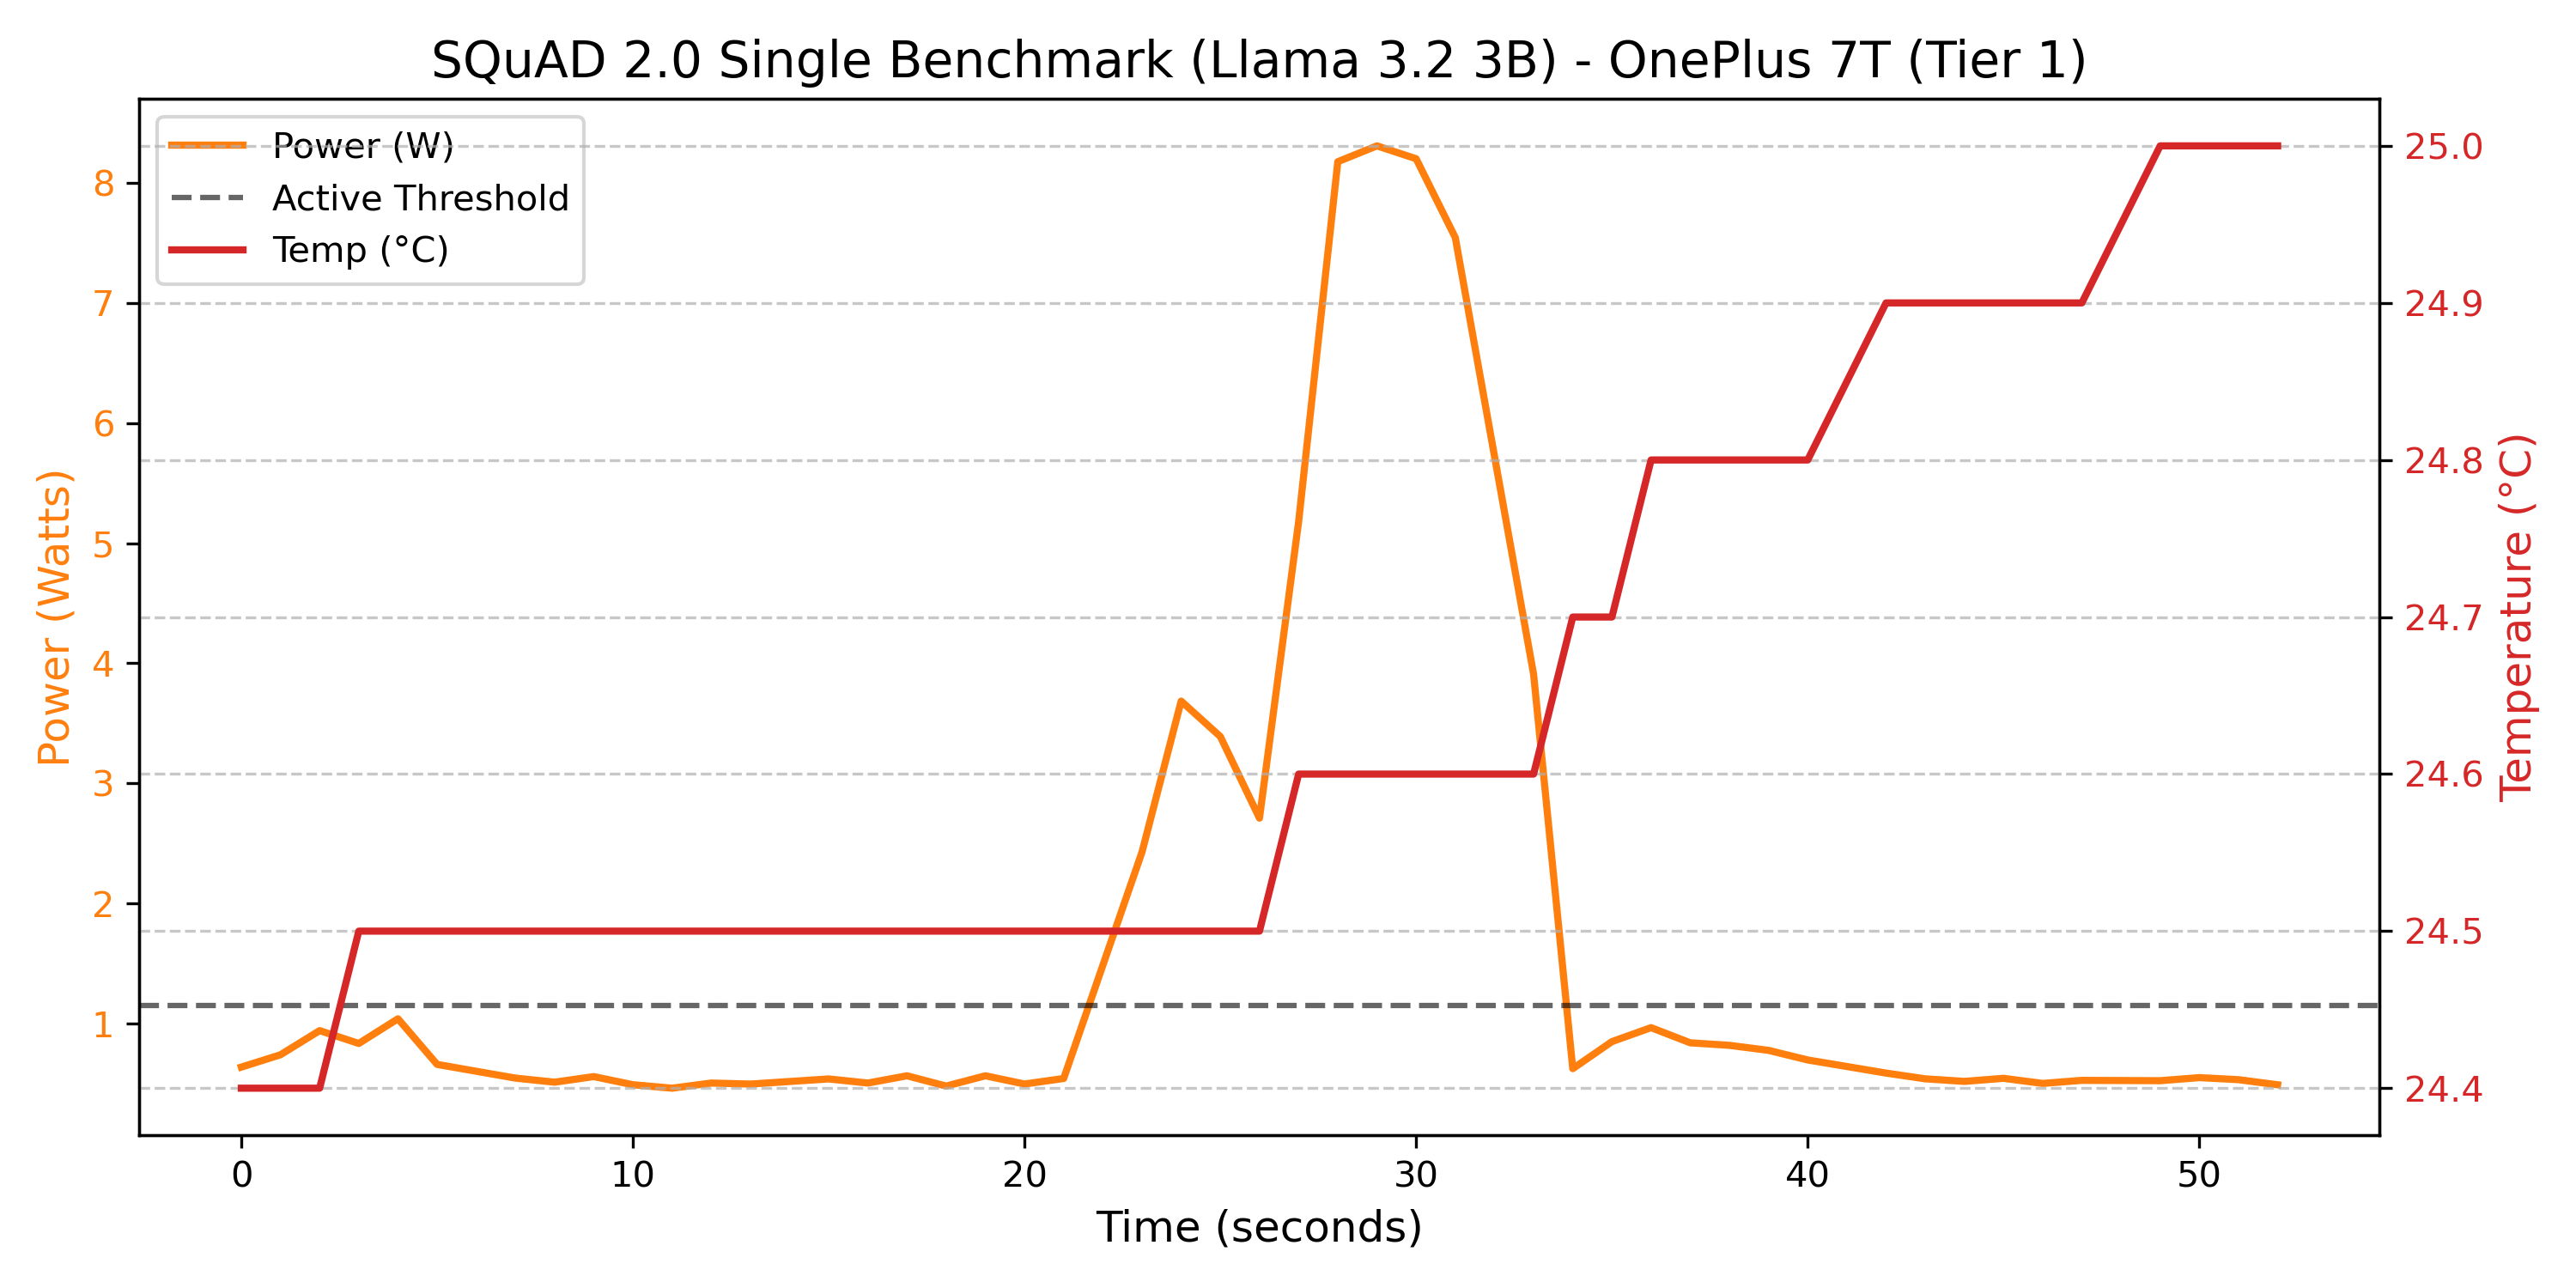 SQuAD 2.0 Single Benchmark (Llama 3.2 3B) - OnePlus 7T (Tier 1)
Power (W)
Active Threshold
Temp (°C)
Power (Watts)
8
7
6
5
4
3
2
1
25.0
24.9
24.8
24.7
24.6
24.5
24.4
Temperature (°C)
0 10 20 30 40 50
Time (seconds)